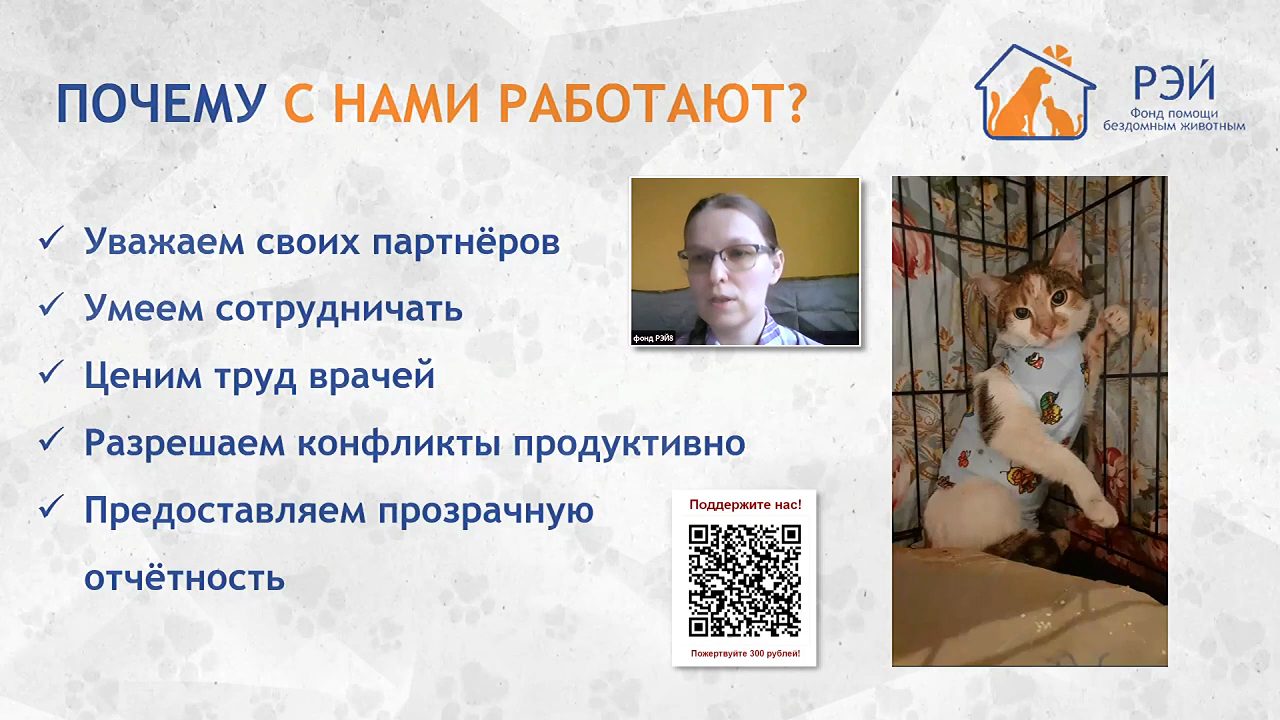 ПОЧЕМУ С НАМИ РАБОТАЮТ?
РЭЙ
Фонд помощи
бездомным животным
Уважаем своих партнёров
Умеем сотрудничать
Ценим труд врачей
Разрешаем конфликты продуктивно
Предоставляем прозрачную
отчётность
фонд РЭЙ8
Поддержите нас!
Пожертвуйте 300 рублей!